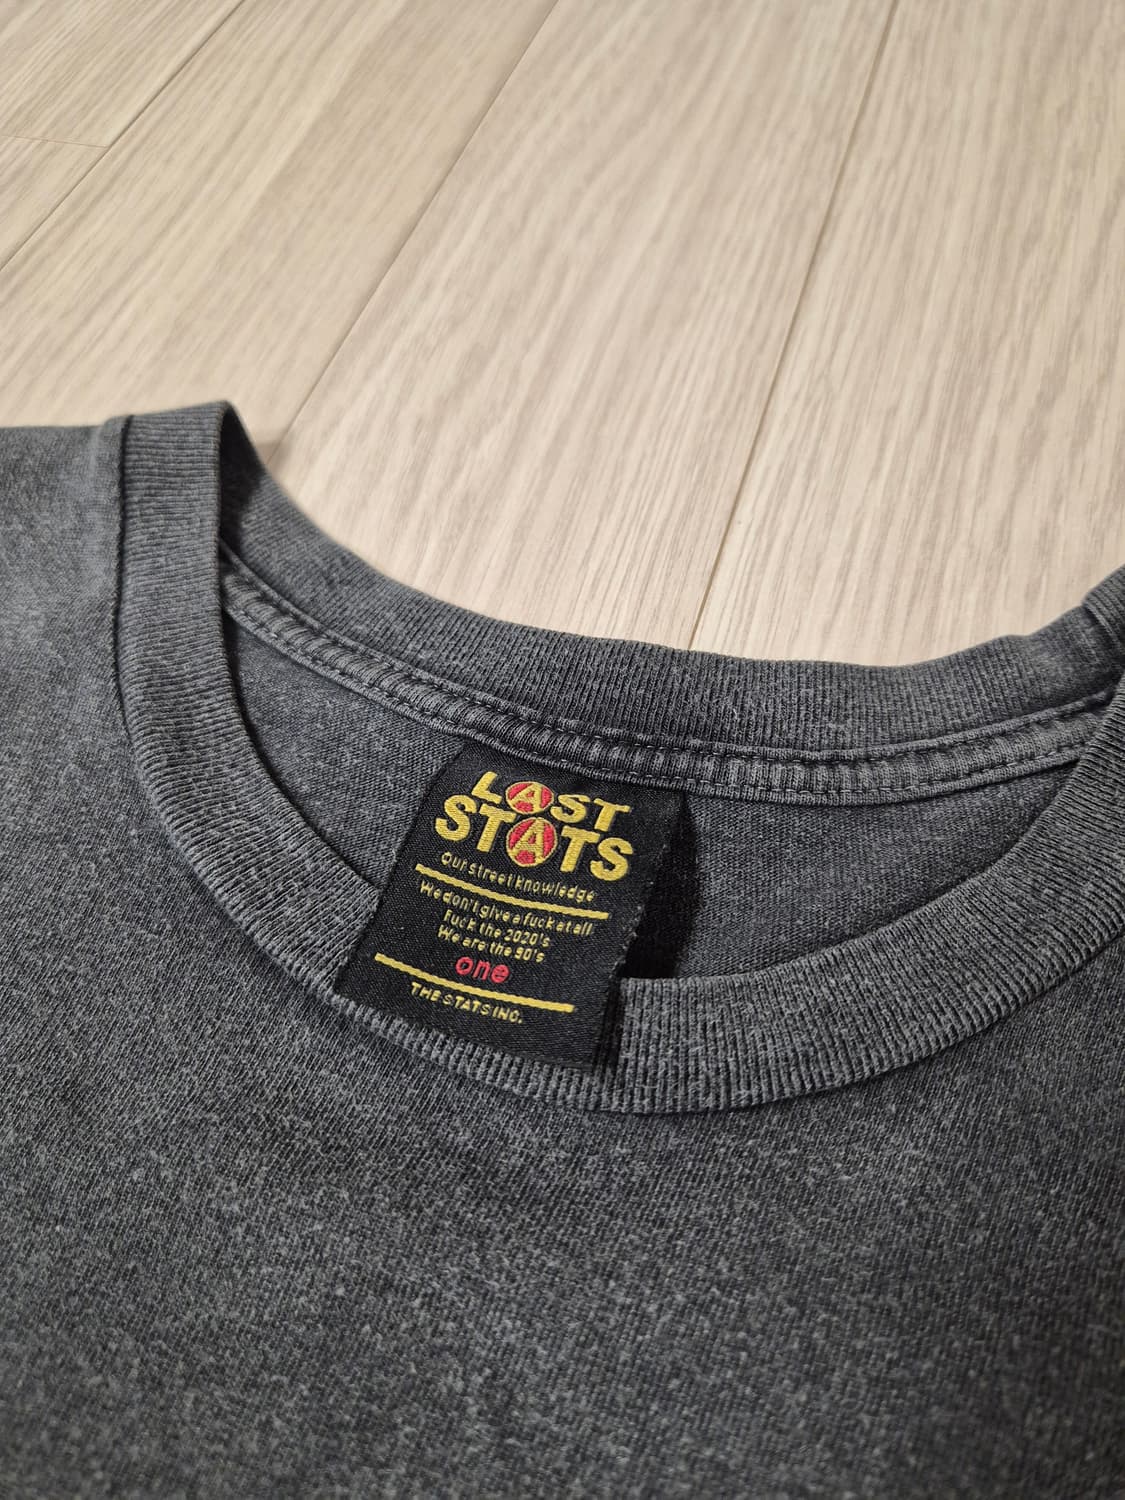 LAST
STATS
our street knowledge
We don't give a fuck at all
Fuck the 2020's
We are the 90's
one
THE STATS INC.